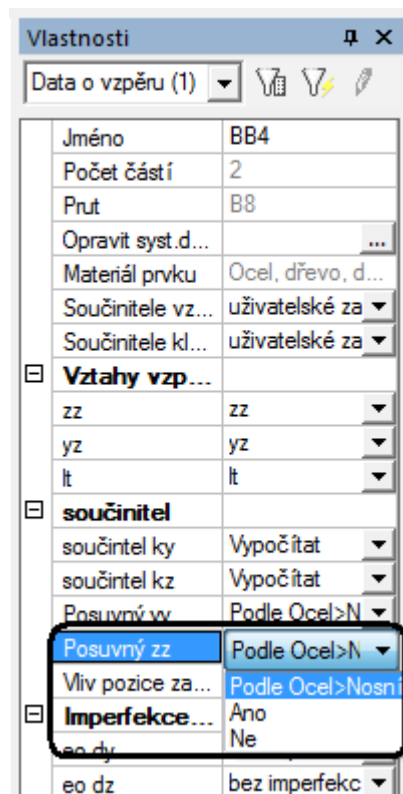 Vlastnosti
Data o vzpěru (1)
Jméno BB4
Počet částí 2
Prut B8
Opravit syst.d... ...
Materiál prvku Ocel, dřevo, d...
Součinitele vz... uživatelské za
Součinitele kl... uživatelské za
Vztahy vzp...
zz zz
yz yz
lt lt
součinitel
součintel ky Vypočítat
součintel kz Vypočítat
Posuvný yy Podle Ocel>N
Posuvný zz Podle Ocel>N
Vliv pozice za... Podle Ocel>Nosní
Imperfekce... Ano
eo dy Ne
eo dz bez imperfekc